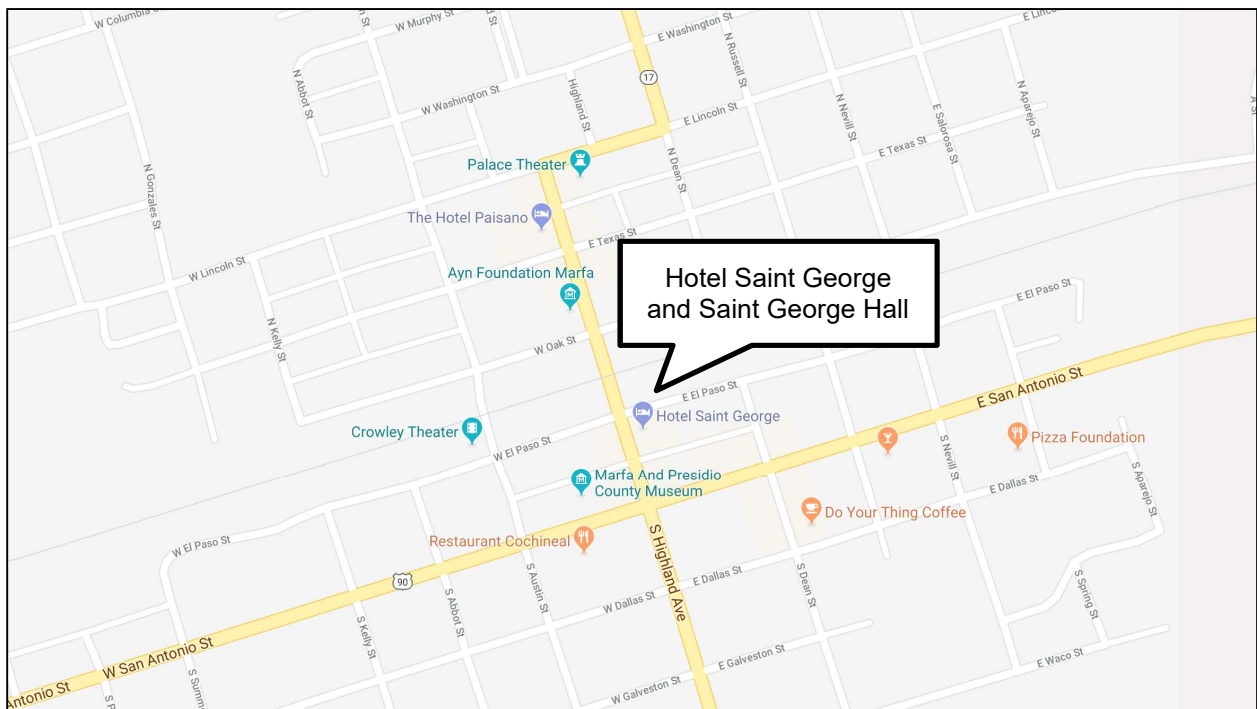 W Columbia S
W Murphy St
E Washington St
E Linco
n St
17
N Russell St
N Abbot St
W Washington St
Highland St
E Lincoln St
N Nevill St
E Salorosa St
N Aparejo St
A S
Palace Theater
N Dean St
E Texas St
N Gonzales St
The Hotel Paisano
E Texas St
W Lincoln St
Ayn Foundation Marfa
Hotel Saint George
and Saint George Hall
E El Paso St
N Kelly St
W Oak St
E El Paso St
E San Antonio St
Hotel Saint George
Crowley Theater
W El Paso St
Pizza Foundation
S Nevill St
Marfa And Presidio
County Museum
E Dallas St
S Aparejo St
Do Your Thing Coffee
Restaurant Cochineal
W El Paso St
S Highland Ave
90
E Dallas St
S Austin St
S Abbot St
S Dean St
S Spring St
W Dallas St
S Kelly St
W San Antonio St
E Galveston St
E Waco St
Antonio St
S Summ
S P
W Galveston St